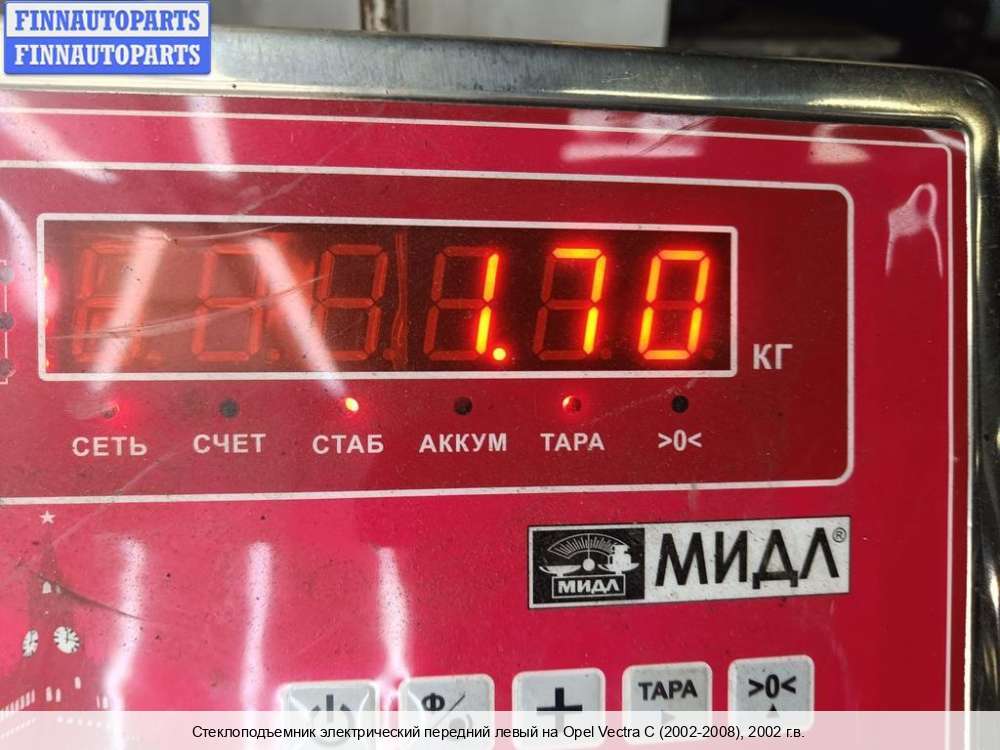 FINNAUTOPARTS
FINNAUTOPARTS
1.70
КГ
СЕТЬ СЧЕТ СТАБ АККУМ ТАРА >0<
МИДЛ
МИДЛ®
Ф
+
ТАРА
>0<
Стеклоподъемник электрический передний левый на Opel Vectra C (2002-2008), 2002 г.в.